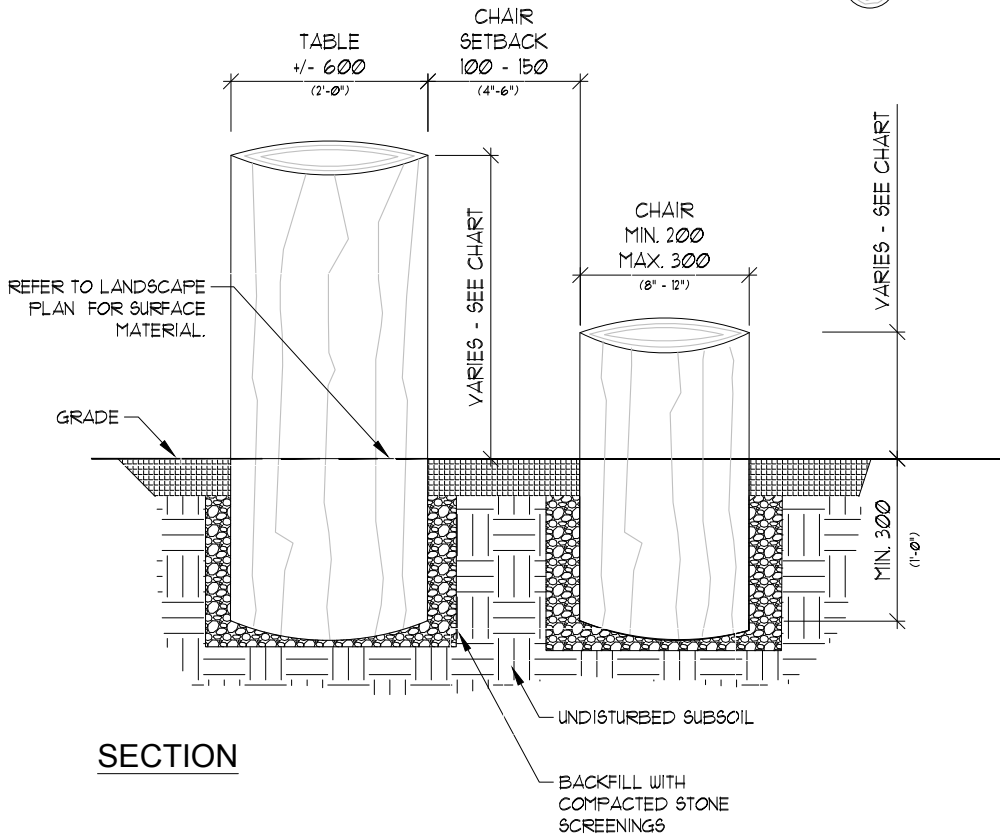 TABLE
+/- 600
(2'-0")
CHAIR
SETBACK
100 - 150
(4"-6")
VARIES - SEE CHART
CHAIR
MIN. 200
MAX. 300
(8" - 12")
VARIES - SEE CHART
REFER TO LANDSCAPE
PLAN FOR SURFACE
MATERIAL.
GRADE
MIN. 300
(1'-0")
UNDISTURBED SUBSOIL
SECTION
BACKFILL WITH
COMPACTED STONE
SCREENINGS